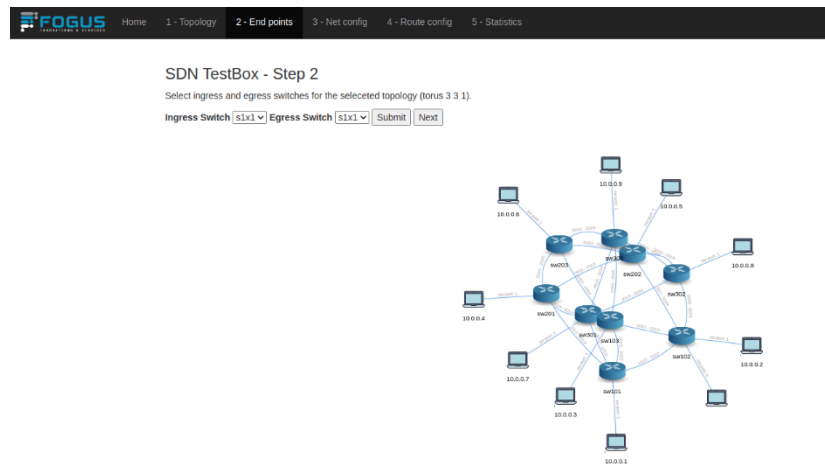 FOGUS
INNOVATIONS & SERVICES
Home 1 - Topology 2 - End points 3 - Net config 4 - Route config 5 - Statistics
SDN TestBox - Step 2
Select ingress and egress switches for the seleceted topology (torus 3 3 1).
Ingress Switch s1x1 Egress Switch s1x1 Submit Next
10.0.0.9
10.0.0.5
10.0.0.6
sw203
sw202
10.0.0.8
sw302
10.0.0.4
sw201
sw301
sw103
sw102
10.0.0.2
10.0.0.7
sw101
10.0.0.3
10.0.0.1